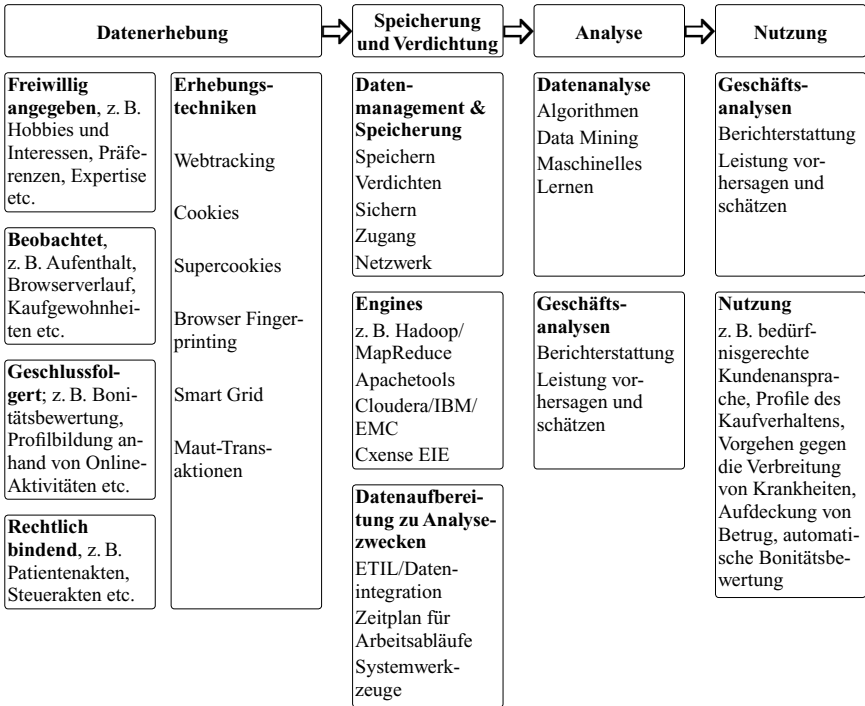 Datenerhebung
Speicherung
und Verdichtung
Analyse
Nutzung
Freiwillig
angegeben, z. B.
Hobbies und
Interessen, Präfe-
renzen, Expertise
etc.
Beobachtet,
z. B. Aufenthalt,
Browserverlauf,
Kaufgewohnhei-
ten etc.
Geschlussfol-
gert; z. B. Boni-
tätsbewertung,
Profilbildung an-
hand von Online-
Aktivitäten etc.
Rechtlich
bindend, z. B.
Patientenakten,
Steuerakten etc.
Erhebungs-
techniken
Webtracking
Cookies
Supercookies
Browser Finger-
printing
Smart Grid
Maut-Trans-
aktionen
Daten-
management &
Speicherung
Speichern
Verdichten
Sichern
Zugang
Netzwerk
Engines
z. B. Hadoop/
MapReduce
Apachetools
Cloudera/IBM/
EMC
Cxense EIE
Datenaufberei-
tung zu Analyse-
zwecken
ETIL/Daten-
integration
Zeitplan für
Arbeitsabläufe
Systemwerk-
zeuge
Datenanalyse
Algorithmen
Data Mining
Maschinelles
Lernen
Geschäfts-
analysen
Berichterstattung
Leistung vor-
hersagen und
schätzen
Geschäfts-
analysen
Berichterstattung
Leistung vor-
hersagen und
schätzen
Nutzung
z. B. bedürf-
nisgerechte
Kundenanspra-
che, Profile des
Kaufverhaltens,
Vorgehen gegen
die Verbreitung
von Krankheiten,
Aufdeckung von
Betrug, automati-
sche Bonitätsbe-
wertung